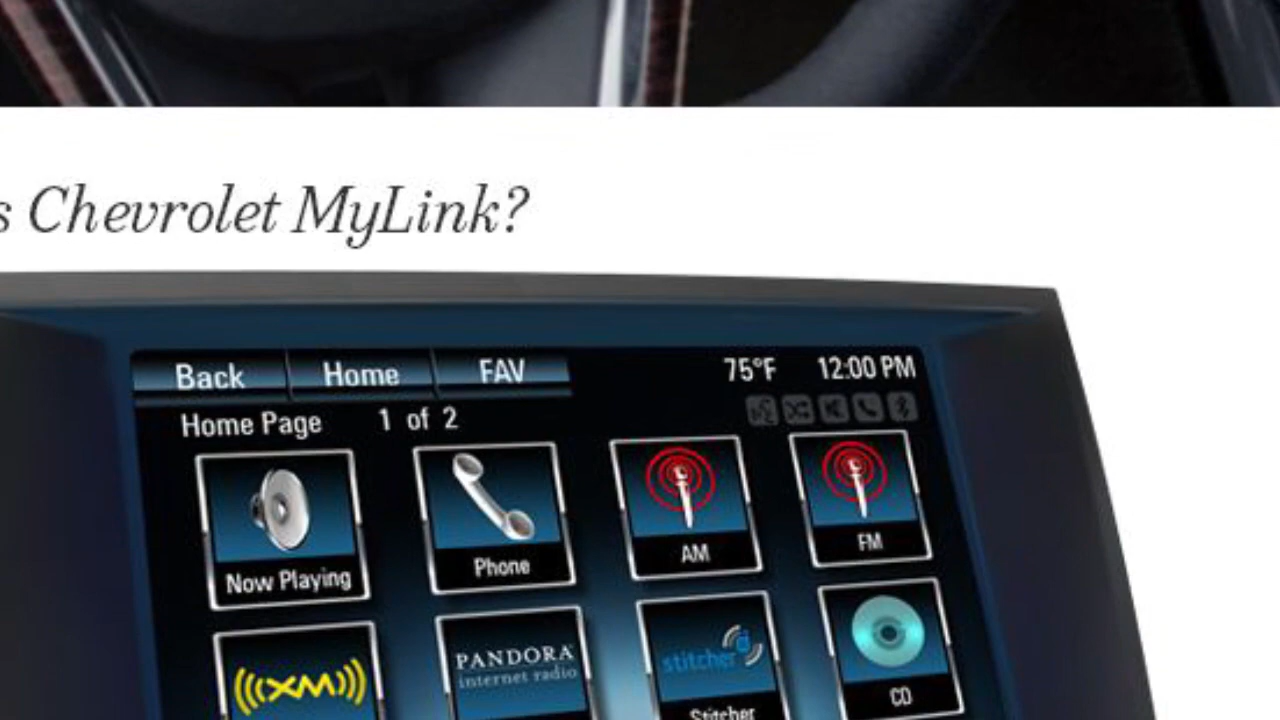 s Chevrolet MyLink?
Back Home FAV 75°F 12:00 PM
Home Page 1 of 2
Now Playing Phone AM FM
(((XM))) PANDORA stitcher
internet radio
Stitcher CD